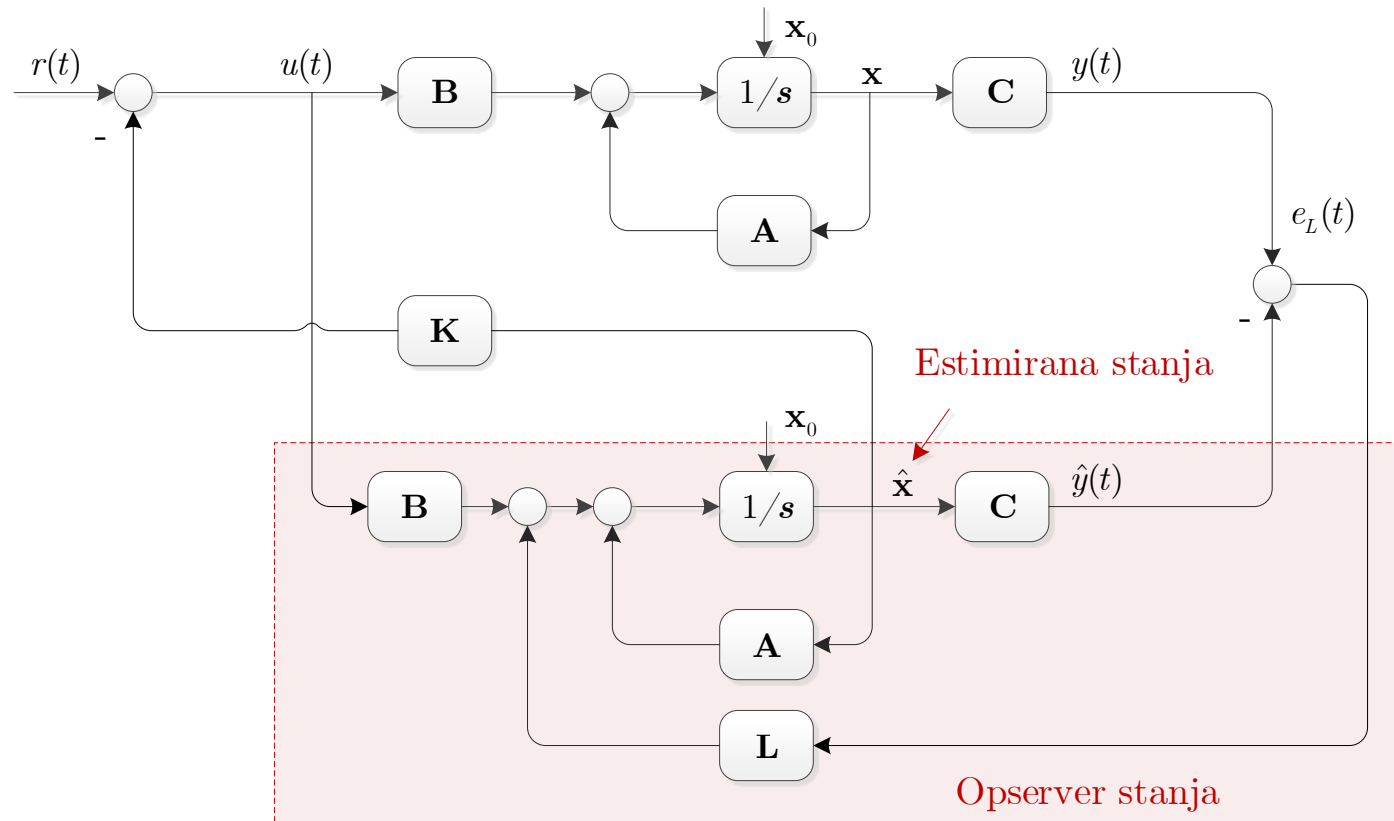 x₀
r(t)
u(t)
B
1/s
x
C
y(t)
-
A
e_L(t)
K
-
Estimirana stanja
x₀
B
1/s
x̂
C
ŷ(t)
A
L
Opserver stanja